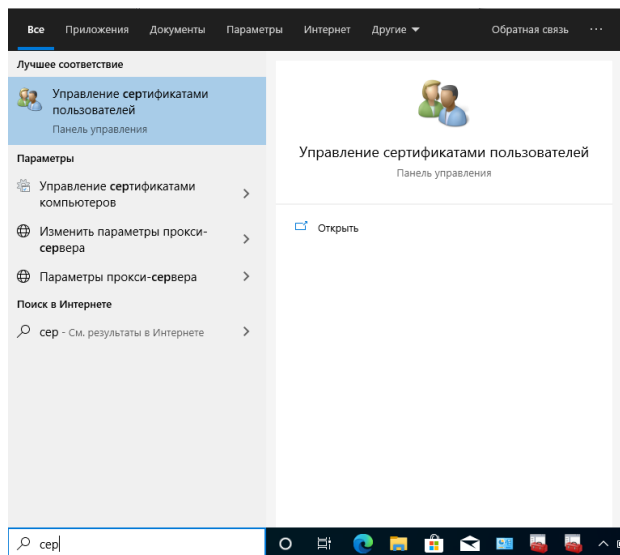 Все Приложения Документы Параметры Интернет Другие Обратная связь ...
Лучшее соответствие
Управление сертификатами
пользователей
Панель управления
Параметры
Управление сертификатами
компьютеров
Изменить параметры прокси-
сервера
Параметры прокси-сервера
Поиск в Интернете
сер - См. результаты в Интернете
Управление сертификатами пользователей
Панель управления
Открыть
сер